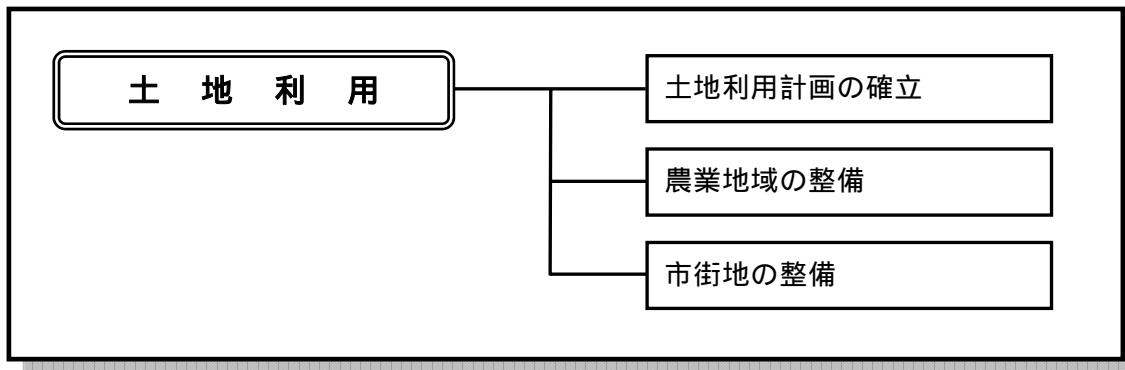 土 地 利 用
土地利用計画の確立
農業地域の整備
市街地の整備